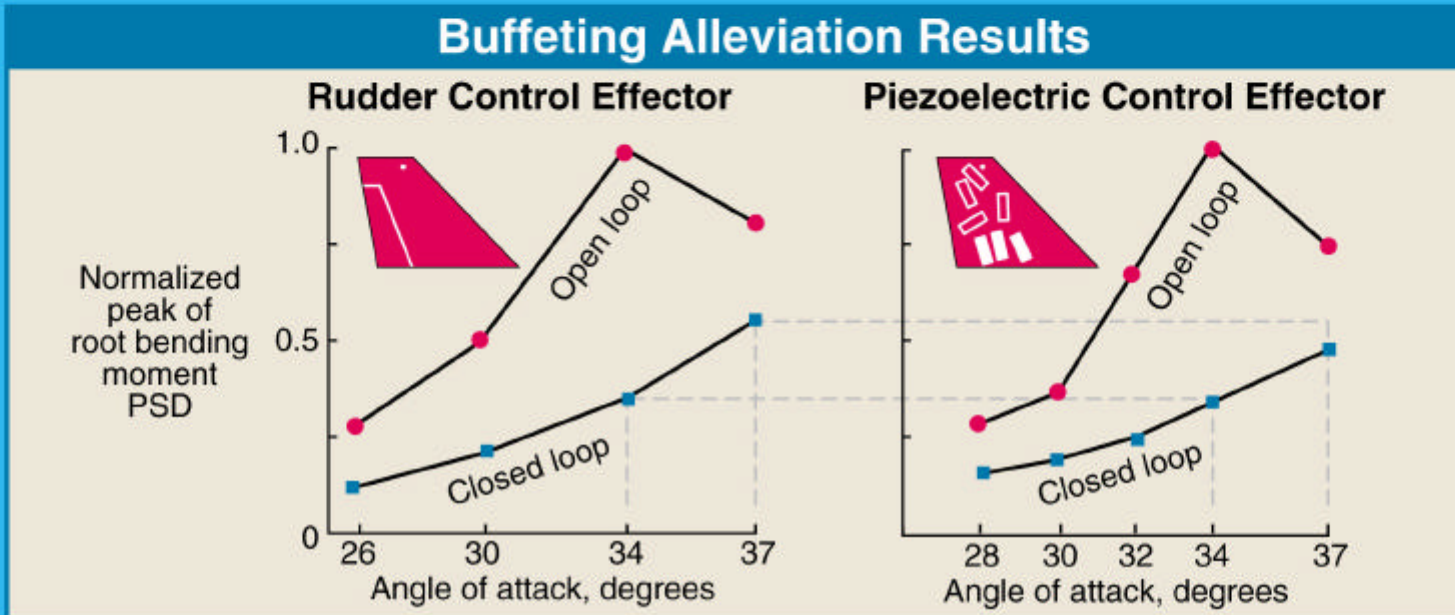 Buffeting Alleviation Results
Rudder Control Effector
Piezoelectric Control Effector
Normalized
peak of
root bending
moment
PSD
1.0
0.5
0
Open loop
Closed loop
26 30 34 37
Angle of attack, degrees
Open loop
Closed loop
28 30 32 34 37
Angle of attack, degrees